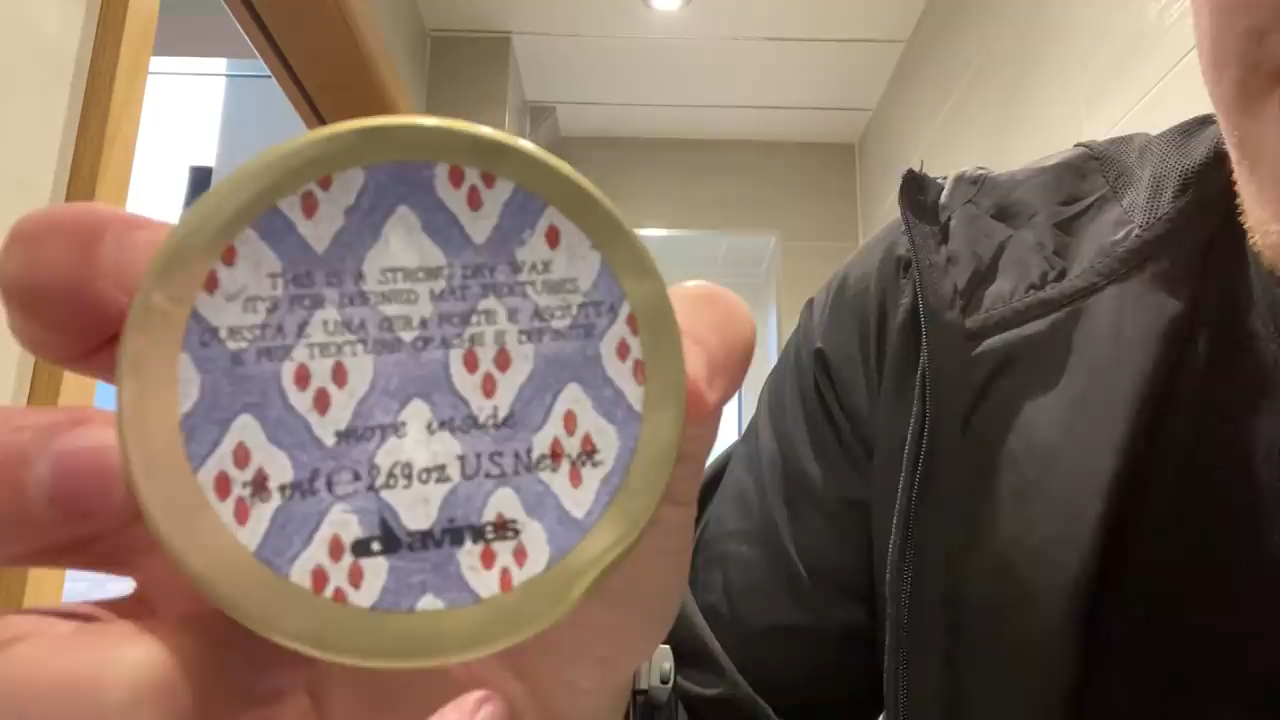 THIS IS A STRONG DRY WAX
IT'S FOR DEFINED MAT TEXTURES
QUESTA È UNA CERA FORTE E ASCIUTTA
È PER TEXTURE OPACHE E DEFINITE
more inside
75 ml e 2.69 oz U.S. Net wt
davines